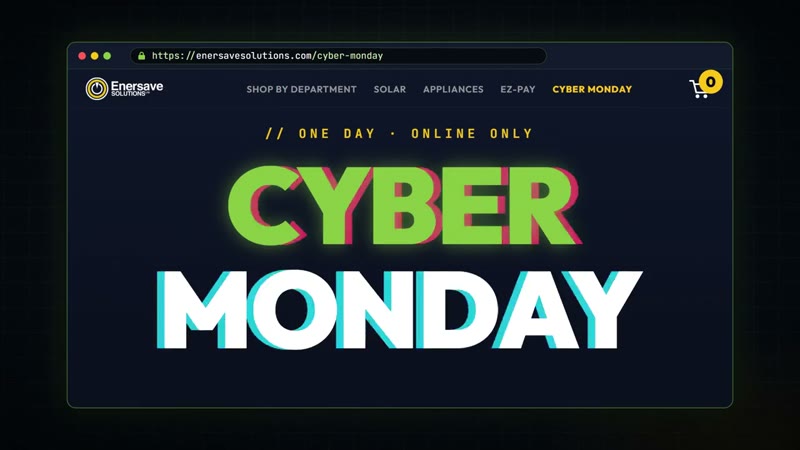 https://enersavesolutions.com/cyber-monday
Enersave
SOLUTIONS
SHOP BY DEPARTMENT SOLAR APPLIANCES EZ-PAY CYBER MONDAY
0
// ONE DAY · ONLINE ONLY
CYBER
MONDAY